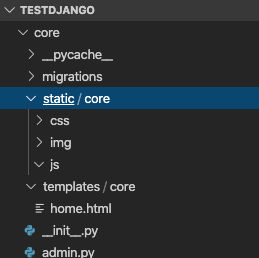 TESTDJANGO
core
__pycache__
migrations
static / core
css
img
js
templates / core
home.html
__init__.py
admin.py